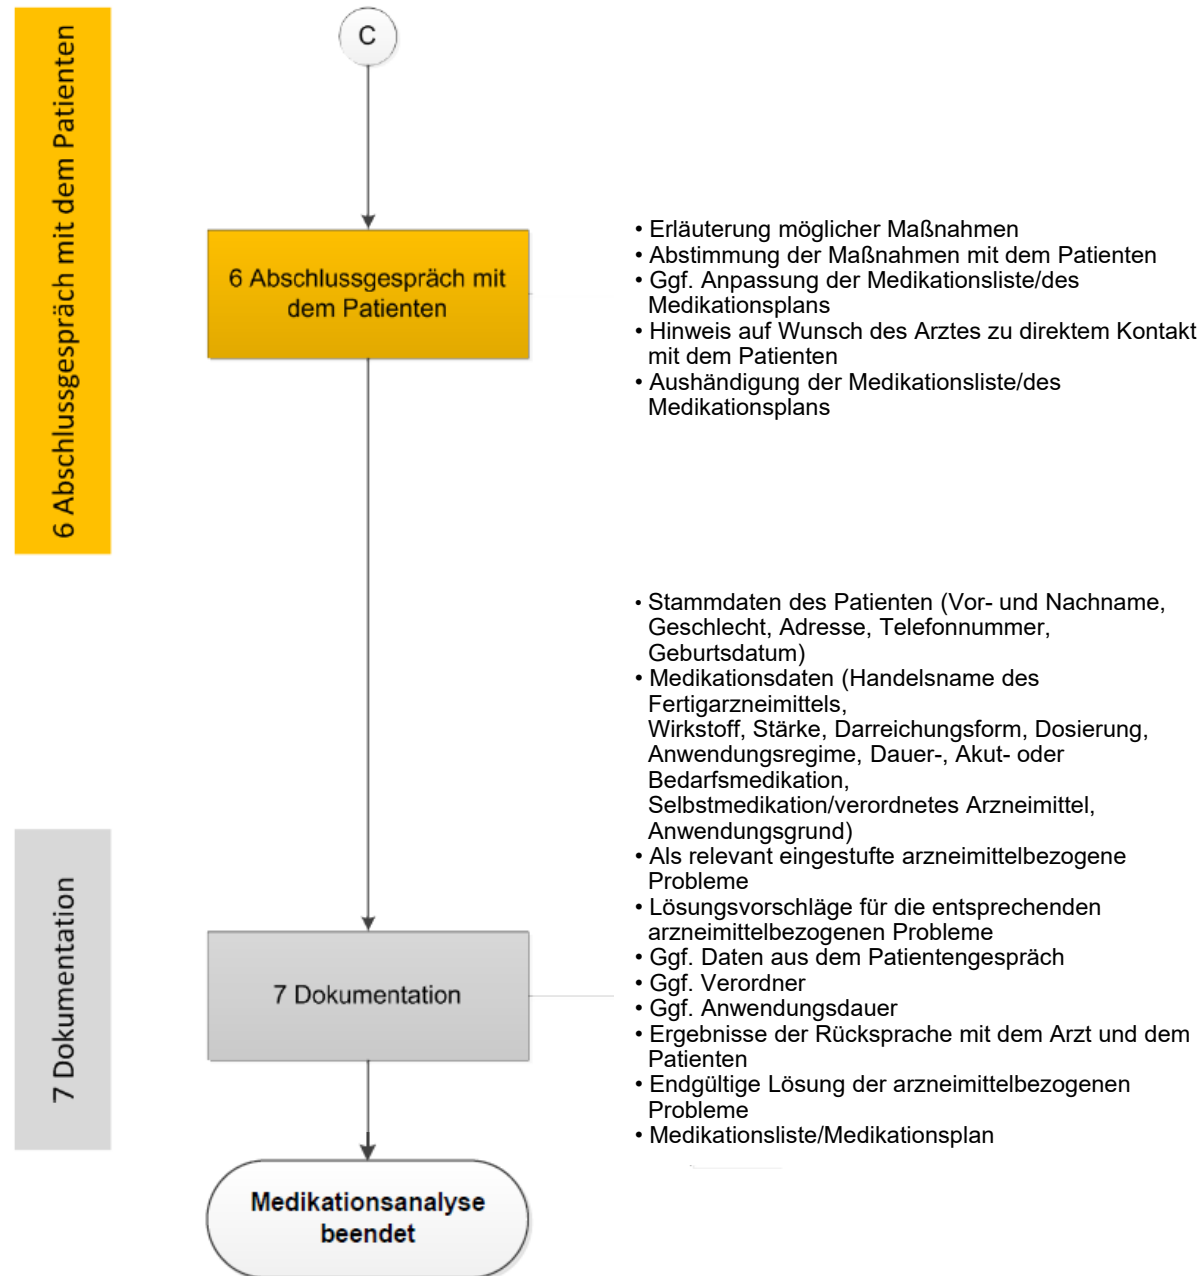 C
6 Abschlussgespräch mit dem Patienten
6 Abschlussgespräch mit
dem Patienten
• Erläuterung möglicher Maßnahmen
• Abstimmung der Maßnahmen mit dem Patienten
• Ggf. Anpassung der Medikationsliste/des
Medikationsplans
• Hinweis auf Wunsch des Arztes zu direktem Kontakt
mit dem Patienten
• Aushändigung der Medikationsliste/des
Medikationsplans
7 Dokumentation
7 Dokumentation
• Stammdaten des Patienten (Vor- und Nachname,
Geschlecht, Adresse, Telefonnummer,
Geburtsdatum)
• Medikationsdaten (Handelsname des
Fertigarzneimittels,
Wirkstoff, Stärke, Darreichungsform, Dosierung,
Anwendungsregime, Dauer-, Akut- oder
Bedarfsmedikation,
Selbstmedikation/verordnetes Arzneimittel,
Anwendungsgrund)
• Als relevant eingestufte arzneimittelbezogene
Probleme
• Lösungsvorschläge für die entsprechenden
arzneimittelbezogenen Probleme
• Ggf. Daten aus dem Patientengespräch
• Ggf. Verordner
• Ggf. Anwendungsdauer
• Ergebnisse der Rücksprache mit dem Arzt und dem
Patienten
• Endgültige Lösung der arzneimittelbezogenen
Probleme
• Medikationsliste/Medikationsplan
Medikationsanalyse
beendet